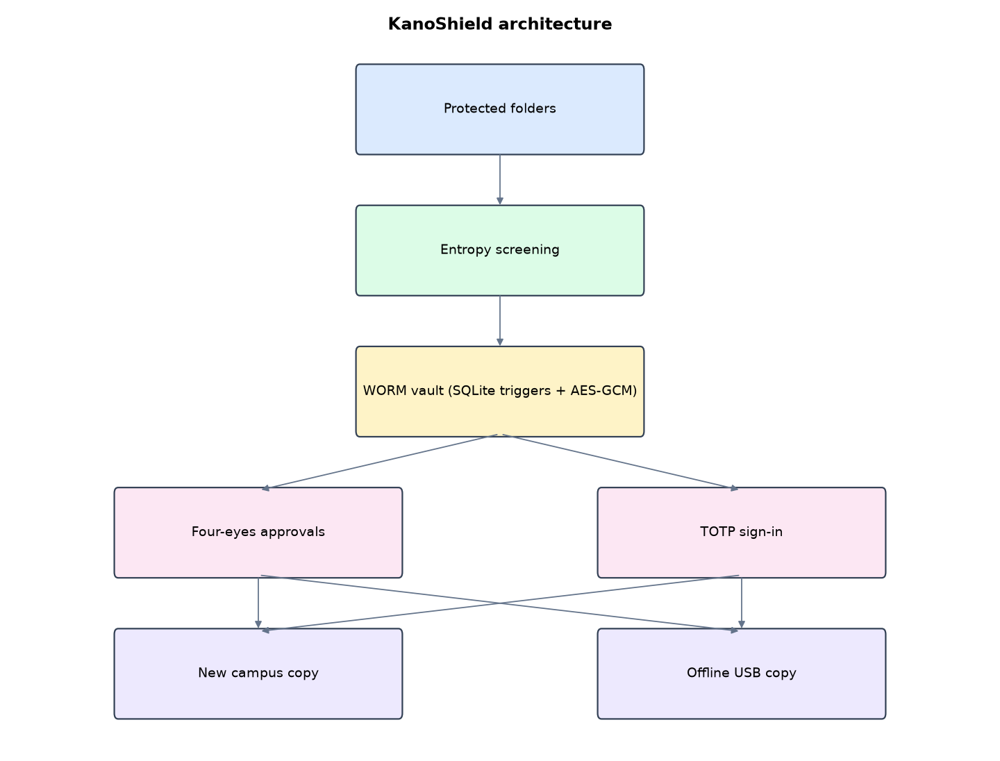 KanoShield architecture
Protected folders
Entropy screening
WORM vault (SQLite triggers + AES-GCM)
Four-eyes approvals
TOTP sign-in
New campus copy
Offline USB copy